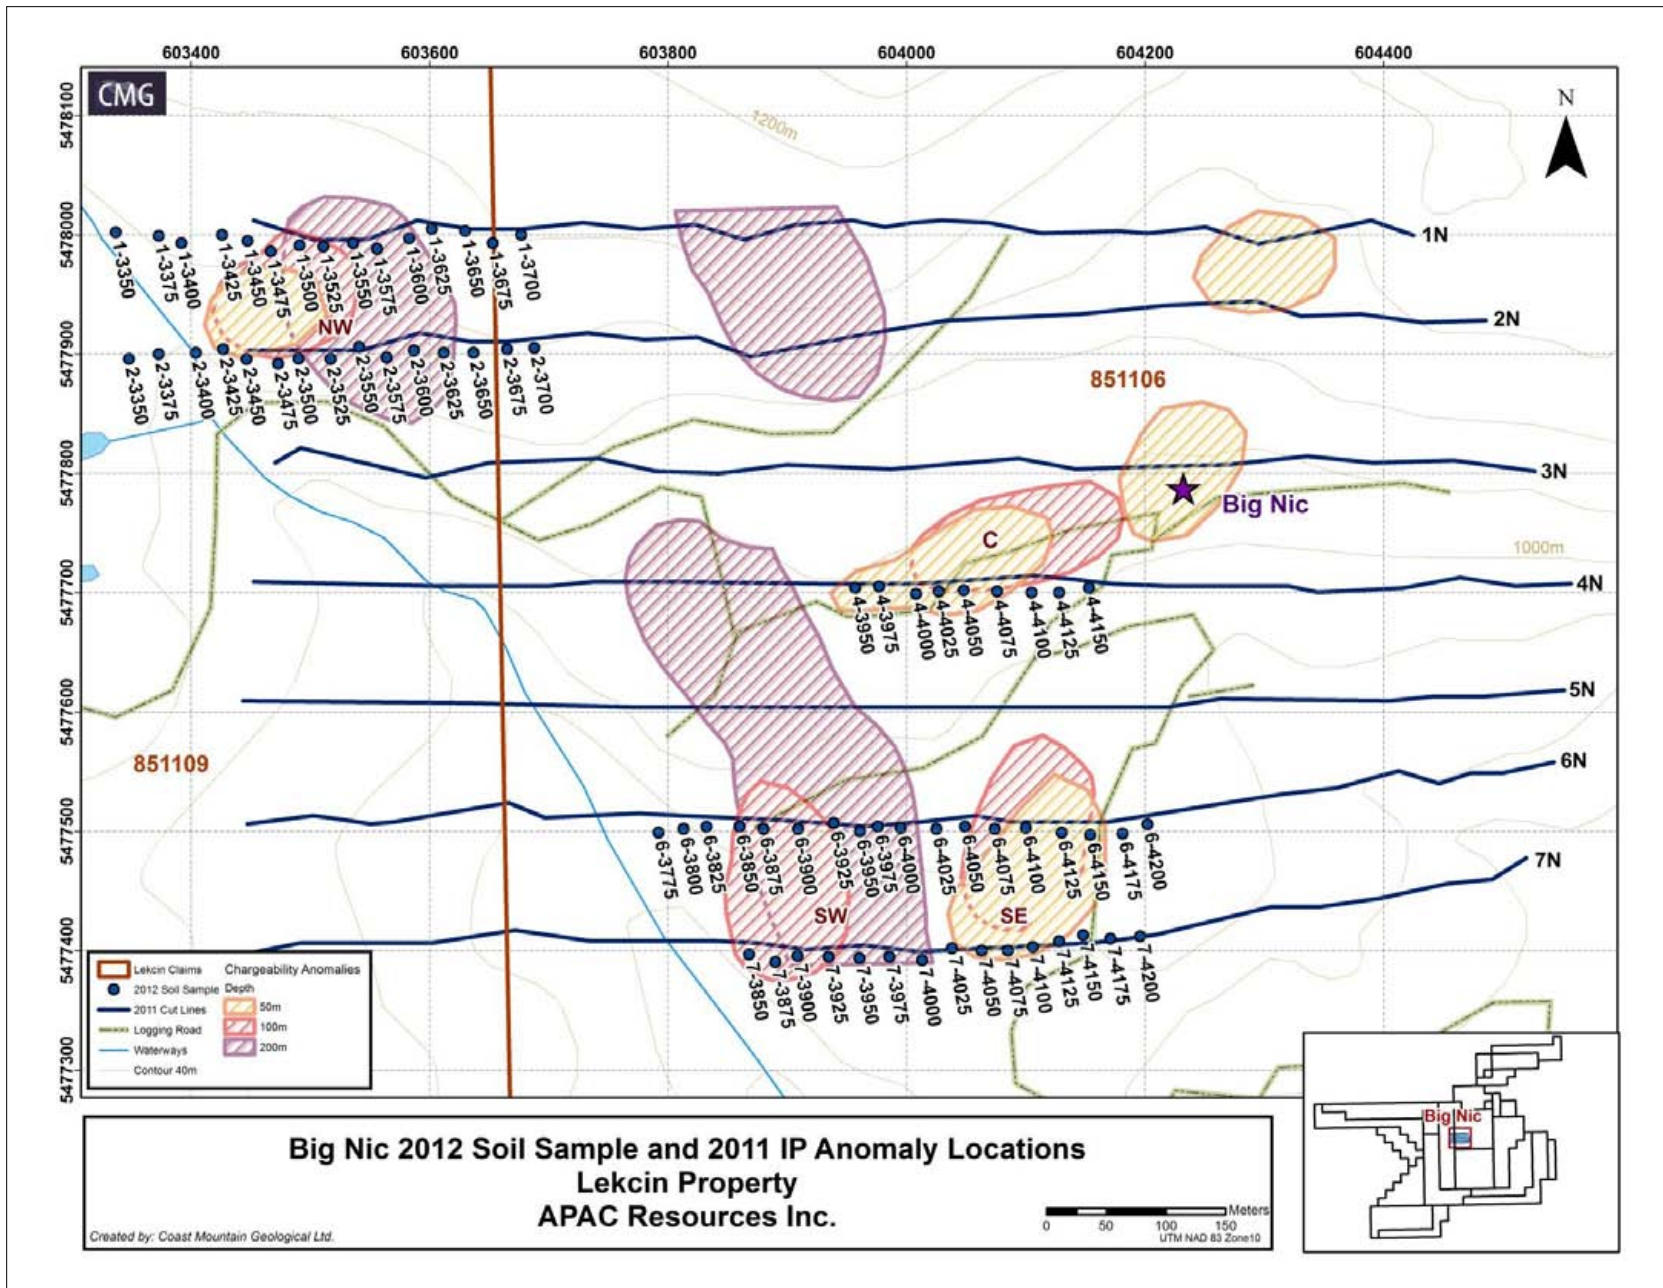 603400 603600 603800 604000 604200 604400
CMG
N
5478100
1200m
5478000
1N
1-3350
1-3375
1-3400
1-3425
1-3450
1-3475
1-3500
1-3525
1-3550
1-3575
1-3600
1-3625
1-3650
1-3675
1-3700
NW
2N
5477900
2-3350
2-3375
2-3400
2-3425
2-3450
2-3475
2-3500
2-3525
2-3550
2-3575
2-3600
2-3625
2-3650
2-3675
2-3700
851106
5477800
3N
Big Nic
C
1000m
5477700
4N
4-3950
4-3975
4-4000
4-4025
4-4050
4-4075
4-4100
4-4125
4-4150
5477600
5N
851109
6N
5477500
6-3775
6-3800
6-3825
6-3850
6-3875
6-3900
6-3925
6-3950
6-3975
6-4000
6-4025
6-4050
6-4075
6-4100
6-4125
6-4150
6-4175
6-4200
7N
SW
SE
5477400
7-3850
7-3875
7-3900
7-3925
7-3950
7-3975
7-4000
7-4025
7-4050
7-4075
7-4100
7-4125
7-4150
7-4175
7-4200
5477300
Lekcin Claims
2012 Soil Sample
2011 Cut Lines
Logging Road
Waterways
Contour 40m
Chargeability Anomalies
Depth
50m
100m
200m
Big Nic
Big Nic 2012 Soil Sample and 2011 IP Anomaly Locations
Lekcin Property
APAC Resources Inc.
Created by: Coast Mountain Geological Ltd.
Meters
0 50 100 150
UTM NAD 83 Zone10